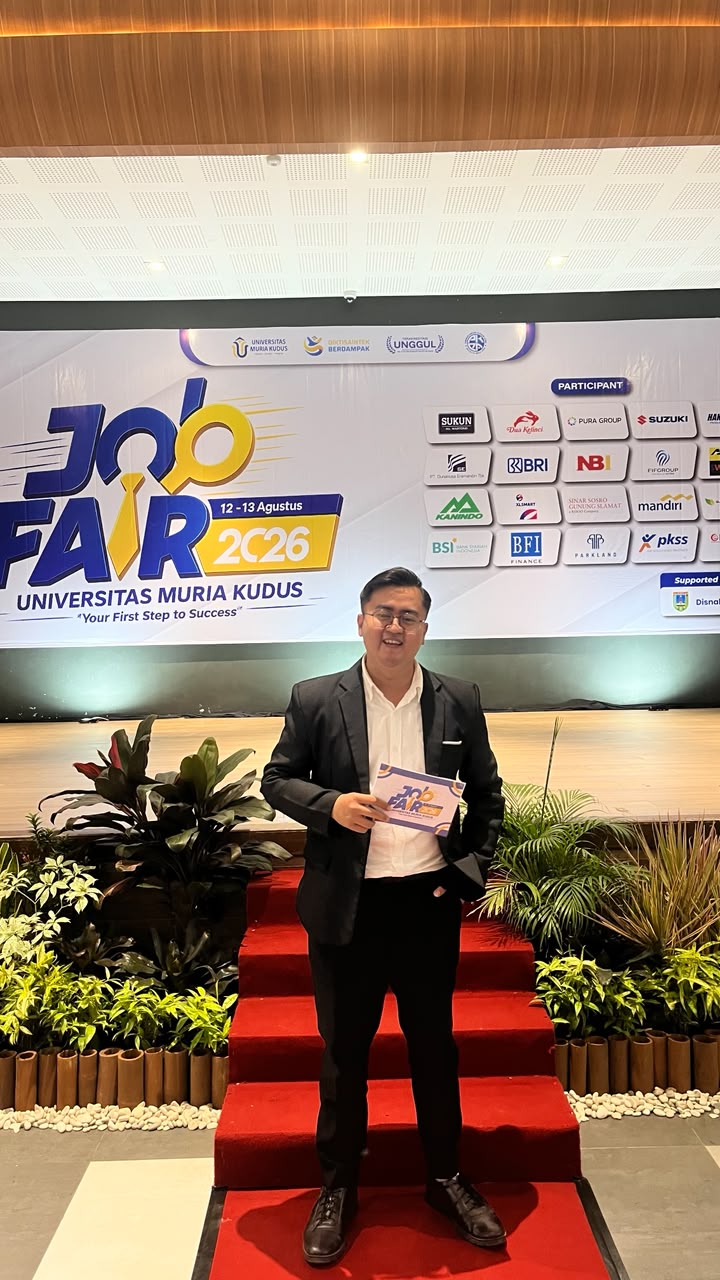 UNIVERSITAS
MURIA KUDUS
DIKTISAINTEK
BERDAMPAK
UNGGUL
PARTICIPANT
JOB
FAIR
12 - 13 Agustus
2026
UNIVERSITAS MURIA KUDUS
"Your First Step to Success"
SUKUN
Dua Kelinci
PURA GROUP
SUZUKI
BRI
NBI
FIFGROUP
KANINDO
XLSMART
SINAR SOSRO
GUNUNG SLAMAT
mandiri
BSI
BFI
FINANCE
PARKLAND
pkss
Supported
JOB
FAIR